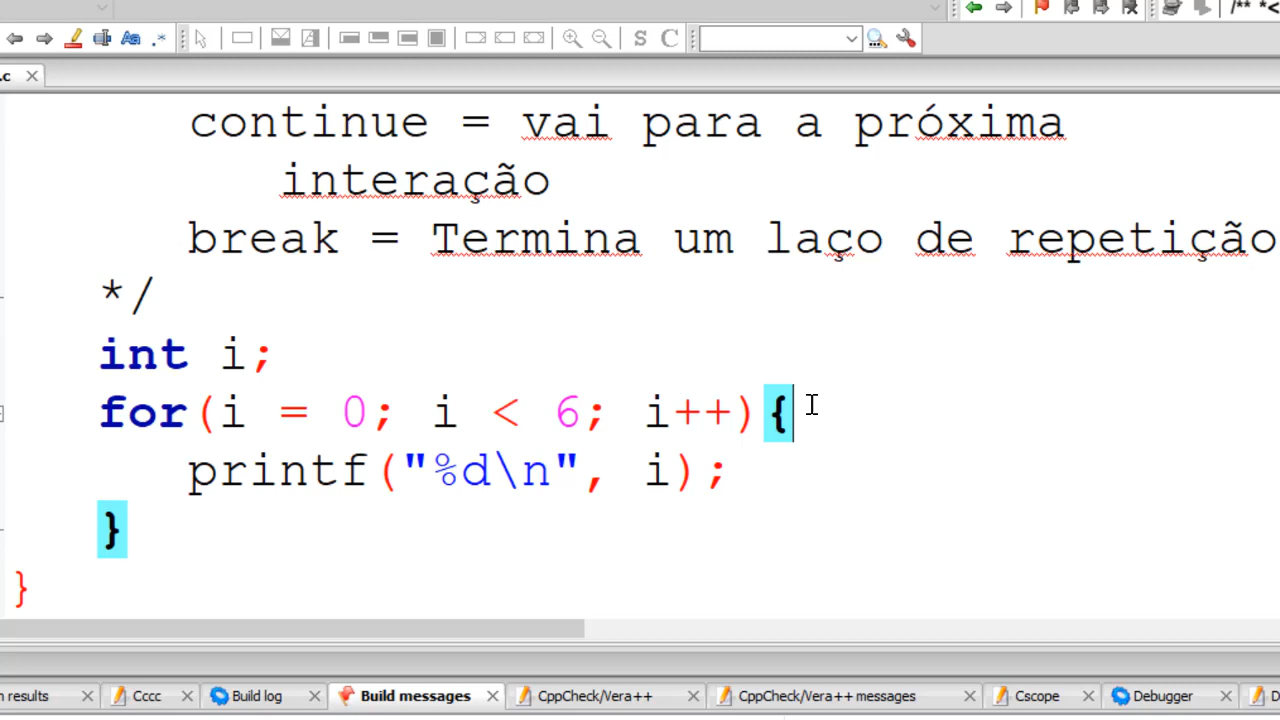 /** *<
Aa .*
S C
.c
continue = vai para a próxima
interação
break = Termina um laço de repetição
*/
int i;
for(i = 0; i < 6; i++){
printf("%d\n", i);
}
}
n results Cccc Build log Build messages CppCheck/Vera++ CppCheck/Vera++ messages Cscope Debugger D